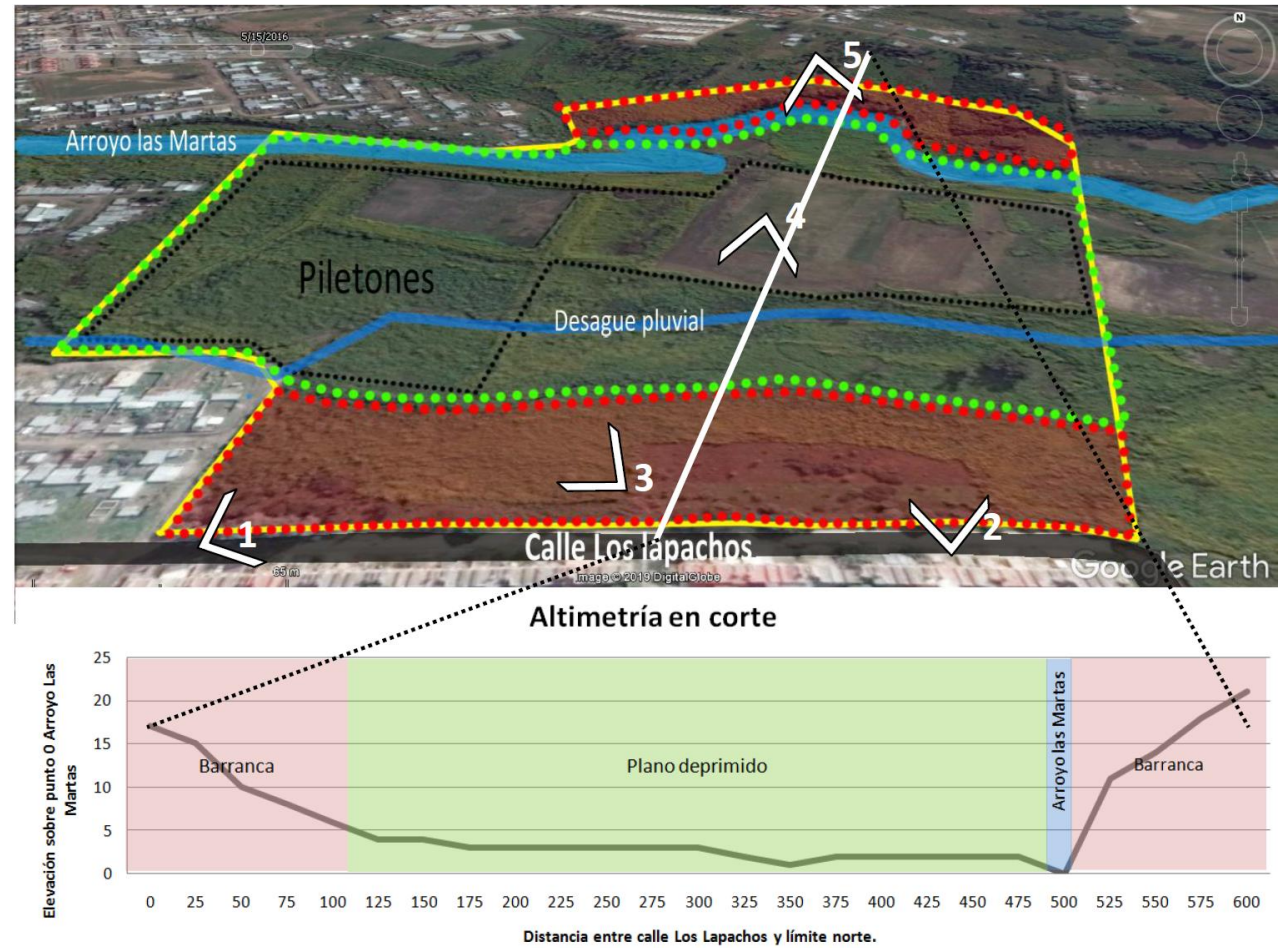 N
5/15/2016
5
Arroyo las Martas
4
Piletones
Desague pluvial
3
1
2
Calle Los lapachos
65 m
Image © 2019 DigitalGlobe
Google Earth
Altimetría en corte
Elevación sobre punto 0 Arroyo Las
Martas
25
20
15
10
5
0
Barranca
Plano deprimido
Arroyo las Martas
Barranca
0 25 50 75 100 125 150 175 200 225 250 275 300 325 350 375 400 425 450 475 500 525 550 575 600
Distancia entre calle Los Lapachos y límite norte.